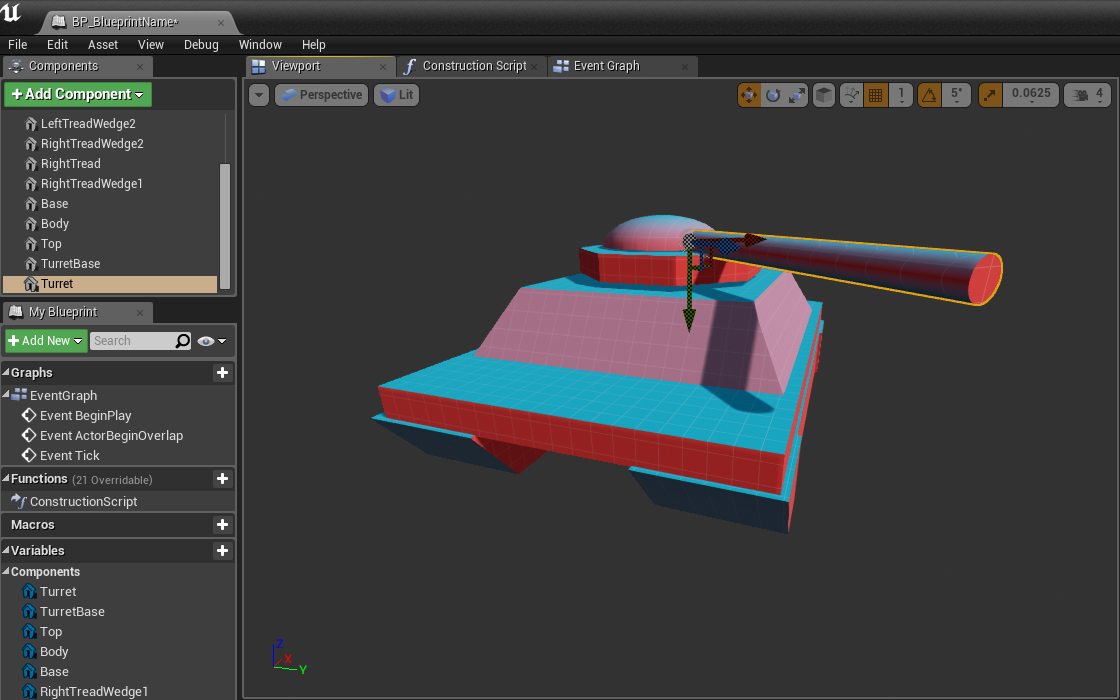 BP_BlueprintName*
File Edit Asset View Debug Window Help
Components
Viewport
Construction Script
Event Graph
+ Add Component
Perspective
Lit
1
5°
0.0625
4
LeftTreadWedge2
RightTreadWedge2
RightTread
RightTreadWedge1
Base
Body
Top
TurretBase
Turret
My Blueprint
+ Add New
Search
Graphs
EventGraph
Event BeginPlay
Event ActorBeginOverlap
Event Tick
Functions (21 Overridable)
ConstructionScript
Macros
Variables
Components
Turret
TurretBase
Top
Body
Base
RightTreadWedge1
Z
X
Y